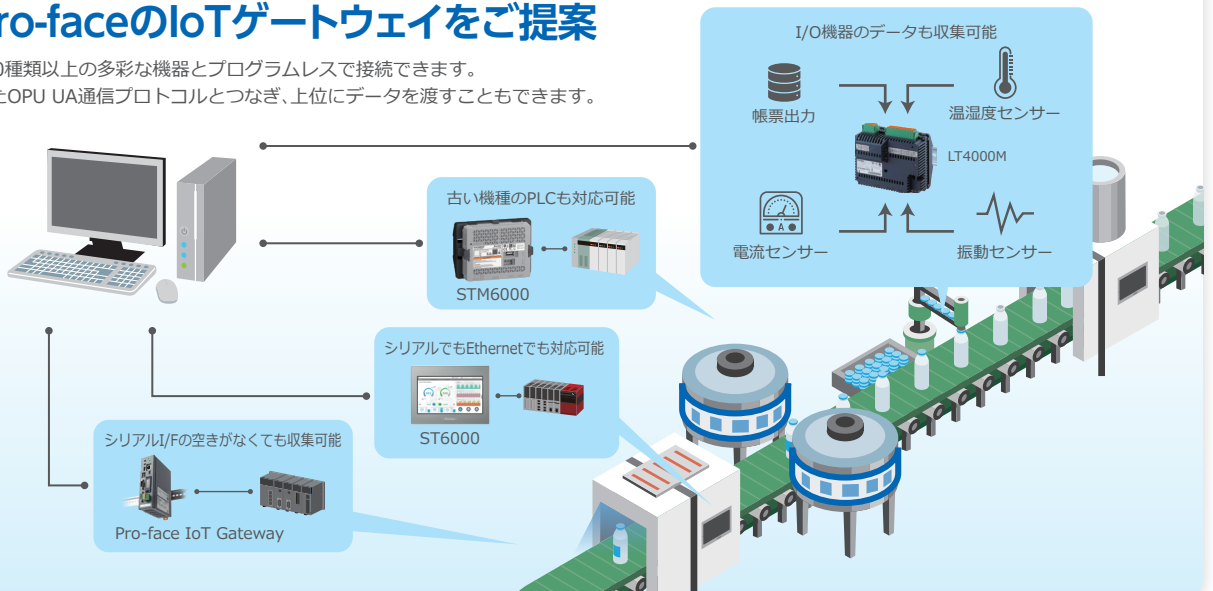 ro-faceのIoTゲートウェイをご提案
0種類以上の多彩な機器とプログラムレスで接続できます。
たOPU UA通信プロトコルとつなぎ、上位にデータを渡すこともできます。
I/O機器のデータも収集可能
帳票出力
温湿度センサー
LT4000M
電流センサー
A
振動センサー
古い機種のPLCも対応可能
STM6000
シリアルでもEthernetでも対応可能
ST6000
シリアルI/Fの空きがなくても収集可能
Pro-face IoT Gateway